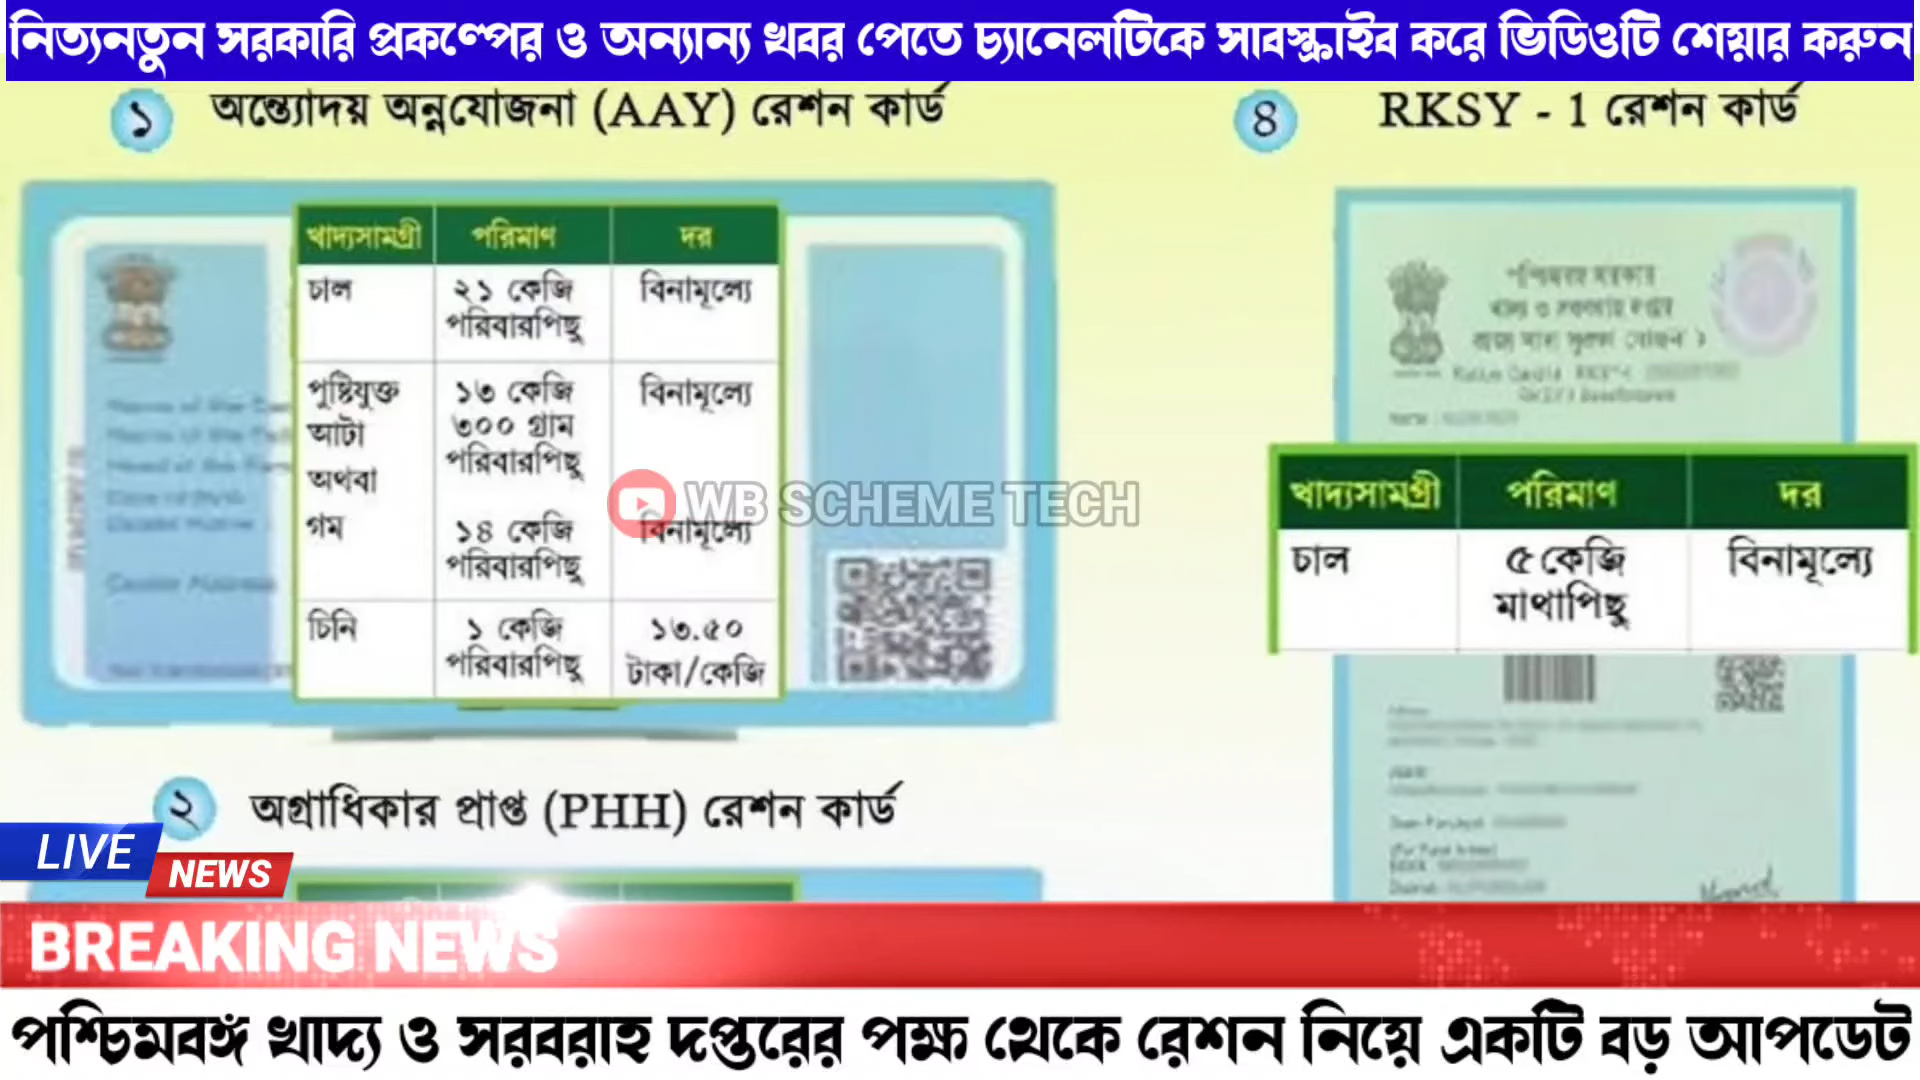 নিত্যনতুন সরকারি প্রকল্পের ও অন্যান্য খবর পেতে চ্যানেলটিকে সাবস্ক্রাইব করে ভিডিওটি শেয়ার করুন
১ অন্ত্যোদয় অন্নযোজনা (AAY) রেশন কার্ড
খাদ্যসামগ্রী পরিমাণ দর
চাল ২১ কেজি বিনামূল্যে
পরিবারপিছু
পুষ্টিযুক্ত ১৩ কেজি বিনামূল্যে
আটা ৩০০ গ্রাম
অথবা পরিবারপিছু
গম ১৪ কেজি বিনামূল্যে
পরিবারপিছু
চিনি ১ কেজি ১৩.৫০
পরিবারপিছু টাকা/কেজি
WB SCHEME TECH
৪ RKSY - 1 রেশন কার্ড
পশ্চিমবঙ্গ সরকার
খাদ্যসামগ্রী পরিমাণ দর
চাল ৫ কেজি বিনামূল্যে
মাথাপিছু
২ অগ্রাধিকার প্রাপ্ত (PHH) রেশন কার্ড
LIVE
NEWS
BREAKING NEWS
পশ্চিমবঙ্গ খাদ্য ও সরবরাহ দপ্তরের পক্ষ থেকে রেশন নিয়ে একটি বড় আপডেট